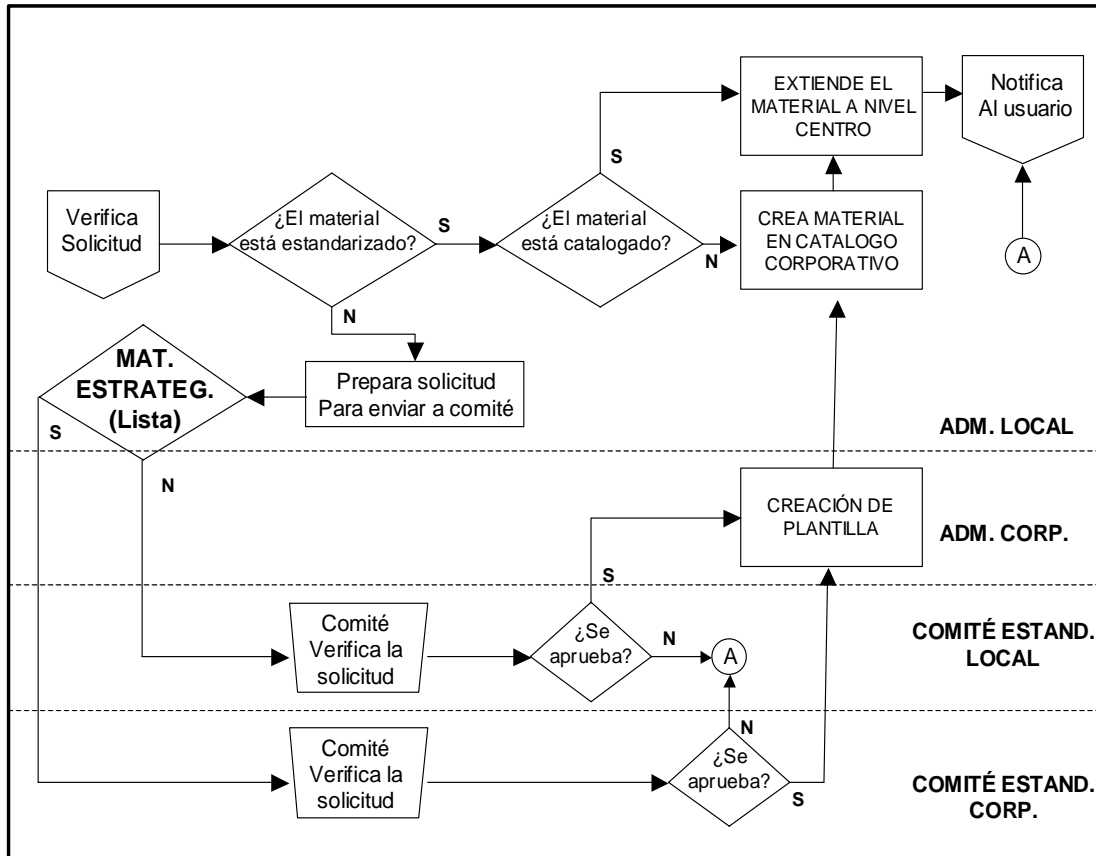 EXTIENDE EL
MATERIAL A NIVEL
CENTRO
Notifica
Al usuario
S
Verifica
Solicitud
¿El material
está estandarizado?
S
¿El material
está catalogado?
N
CREA MATERIAL
EN CATALOGO
CORPORATIVO
A
N
MAT.
ESTRATEG.
(Lista)
S
Prepara solicitud
Para enviar a comité
ADM. LOCAL
N
CREACIÓN DE
PLANTILLA
ADM. CORP.
S
Comité
Verifica la
solicitud
¿Se
aprueba?
N
A
COMITÉ ESTAND.
LOCAL
N
Comité
Verifica la
solicitud
¿Se
aprueba?
S
COMITÉ ESTAND.
CORP.